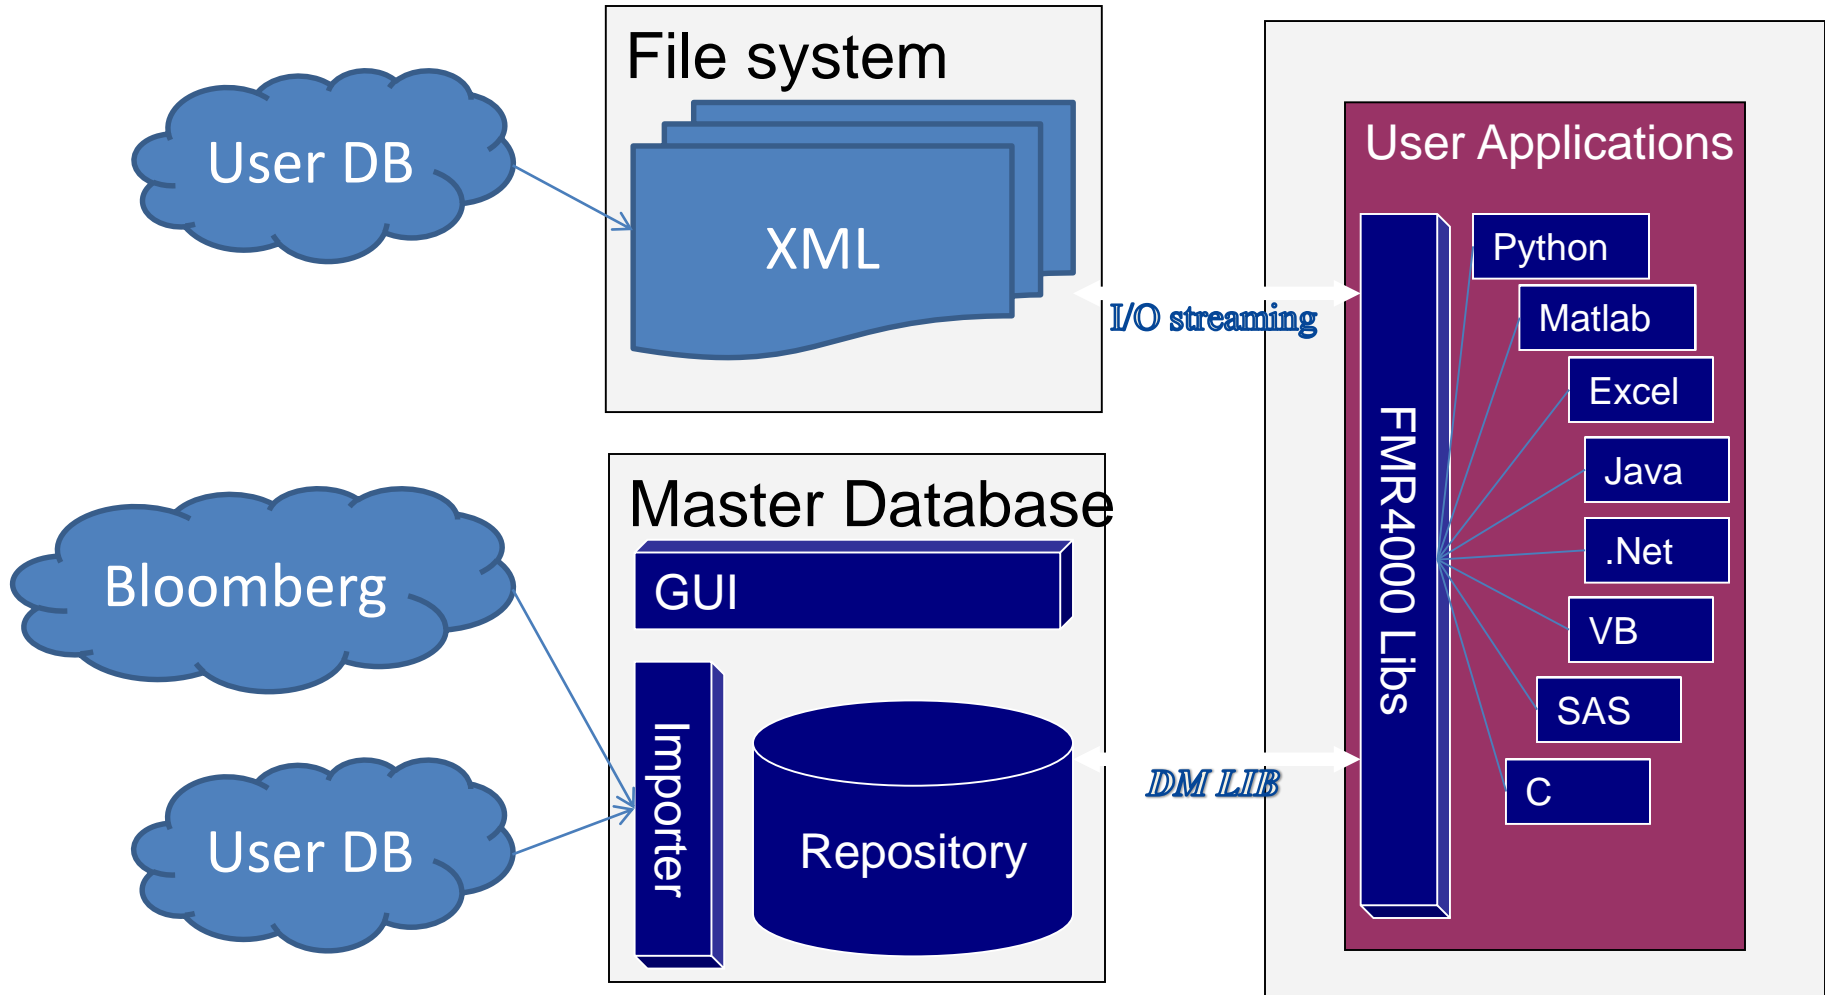 File system
User DB
XML
I/O streaming
User Applications
Python
Matlab
Excel
Java
.Net
VB
SAS
C
FMR4000 Libs
Master Database
GUI
Bloomberg
User DB
Importer
Repository
DM LIB